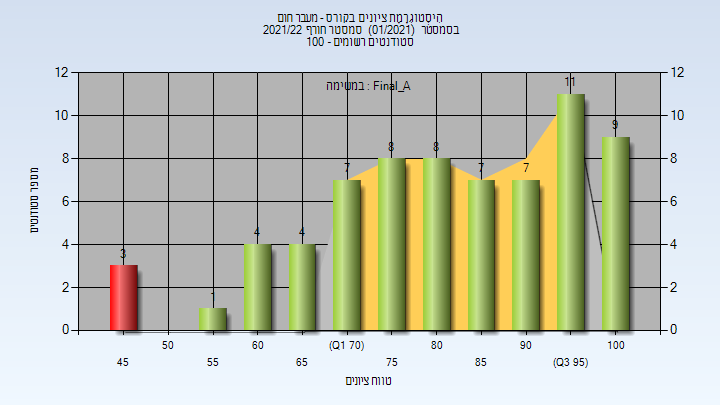 היסטוגרמת ציונים בקורס - מעבר חום
בסמסטר (01/2021) סמסטר חורף 2021/22
סטודנטים רשומים - 100
במשימה : Final_A
12 12
10 10
8 8
6 6
4 4
2 2
0 0
3 1 4 4 7 8 8 7 7 11 9
מספר סטודנטים
50 60 (Q1 70) 80 90 100
45 55 65 75 85 (Q3 95)
טווח ציונים